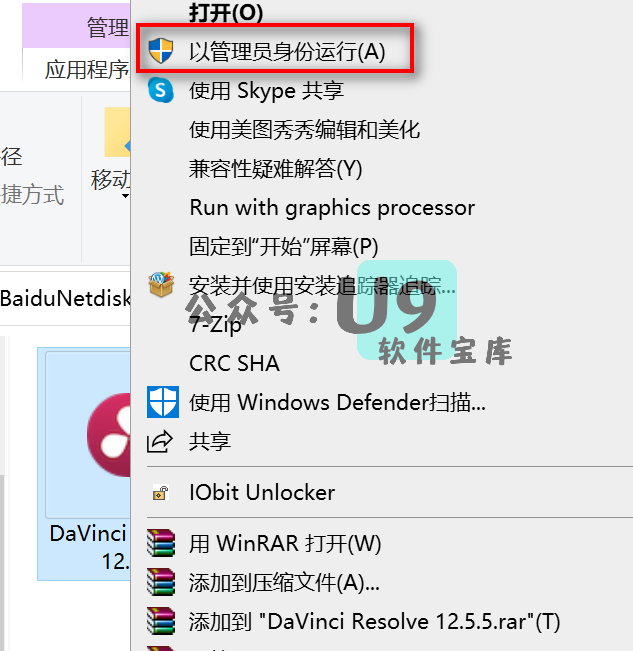 打开(O)
管理
以管理员身份运行(A)
应用程序
使用 Skype 共享
使用美图秀秀编辑和美化
径
兼容性疑难解答(Y)
移动
捷方式
Run with graphics processor
固定到"开始"屏幕(P)
BaiduNetdisk
安装并使用安装追踪器追踪...
公众号：U9
软件宝库
7-Zip
CRC SHA
使用 Windows Defender扫描...
共享
IObit Unlocker
DaVinci
12.
用 WinRAR 打开(W)
添加到压缩文件(A)...
添加到 "DaVinci Resolve 12.5.5.rar"(T)